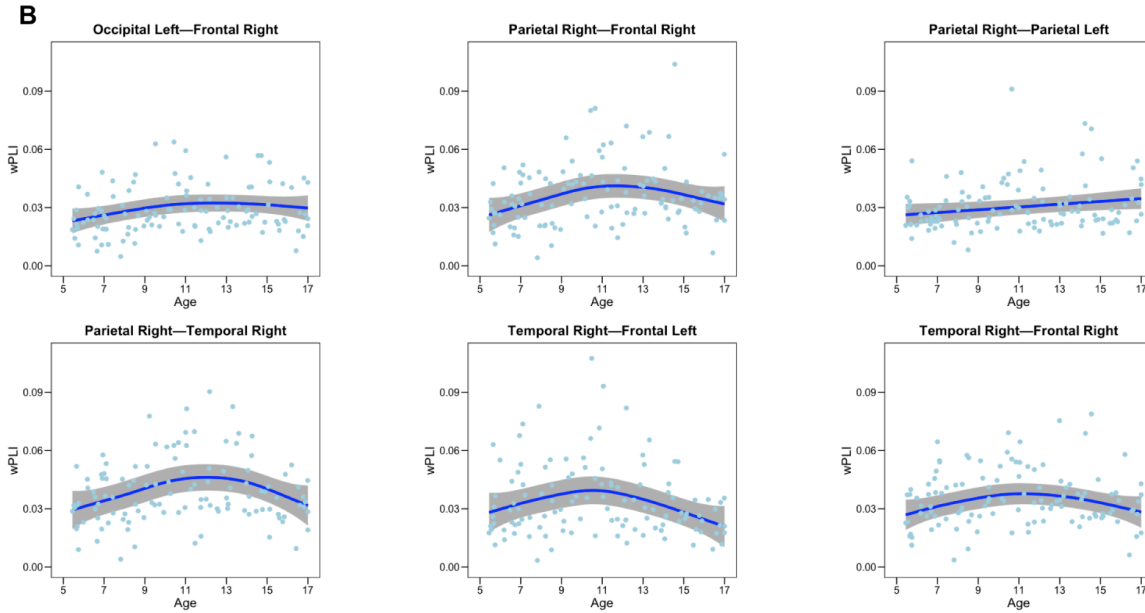 B
Occipital Left—Frontal Right
Parietal Right—Frontal Right
Parietal Right—Parietal Left
wPLI
0.09
0.06
0.03
0.00
5 7 9 11 13 15 17
Age
wPLI
0.09
0.06
0.03
0.00
5 7 9 11 13 15 17
Age
wPLI
0.09
0.06
0.03
0.00
5 7 9 11 13 15 17
Age
Parietal Right—Temporal Right
Temporal Right—Frontal Left
Temporal Right—Frontal Right
wPLI
0.09
0.06
0.03
0.00
5 7 9 11 13 15 17
Age
wPLI
0.09
0.06
0.03
0.00
5 7 9 11 13 15 17
Age
wPLI
0.09
0.06
0.03
0.00
5 7 9 11 13 15 17
Age